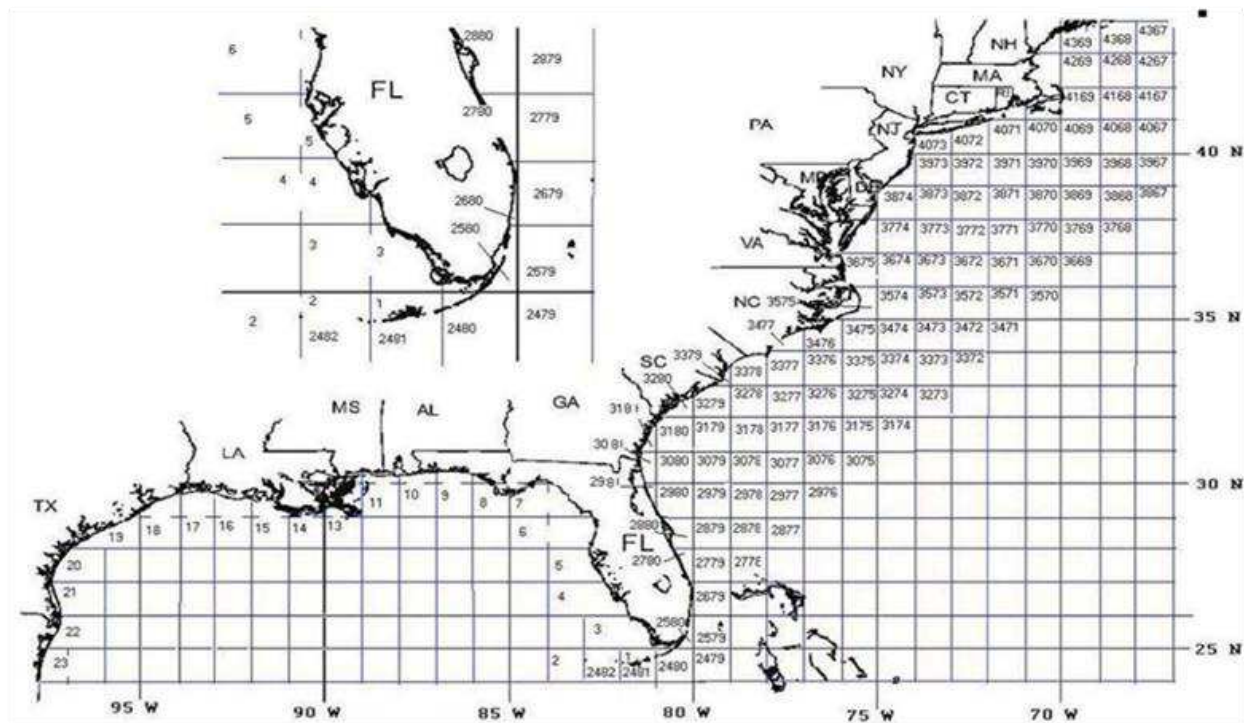 6 2880 NH 4369 4368 4367
2879 NY MA 4269 4268 4267
FL CT RI 4169 4168 4167
5 2780 2779 PA NJ 4071 4070 4069 4068 4067
5 4073 4072 40 N
4 4 2679 MD DE 3973 3972 3971 3970 3969 3968 3967
2680 3874 3873 3872 3871 3870 3869 3868 3867
2580 3774 3773 3772 3771 3770 3769 3768
3 3 VA
2579 3675 3674 3673 3672 3671 3670 3669
2 1 NC 3575 3574 3573 3572 3571 3570
2 2482 2481 2480 2479 3477 3476 3475 3474 3473 3472 3471 35 N
SC 3379 3378 3377 3376 3375 3374 3373 3372
3280 3279 3278 3277 3276 3275 3274 3273
MS AL GA
3181 3180 3179 3178 3177 3176 3175 3174
LA 3081 3080 3079 3078 3077 3076 3075
TX 2981 2980 2979 2978 2977 2976 30 N
19 18 17 16 15 14 13 11 10 9 8 7
6 2880 2879 2878 2877
FL
20 5 2780 2779 2778
21 4 2679
22 3 2580 2579
23 2 2482 1 2481 2480 2479 25 N
95 W 90 W 85 W 80 W 75 W 70 W